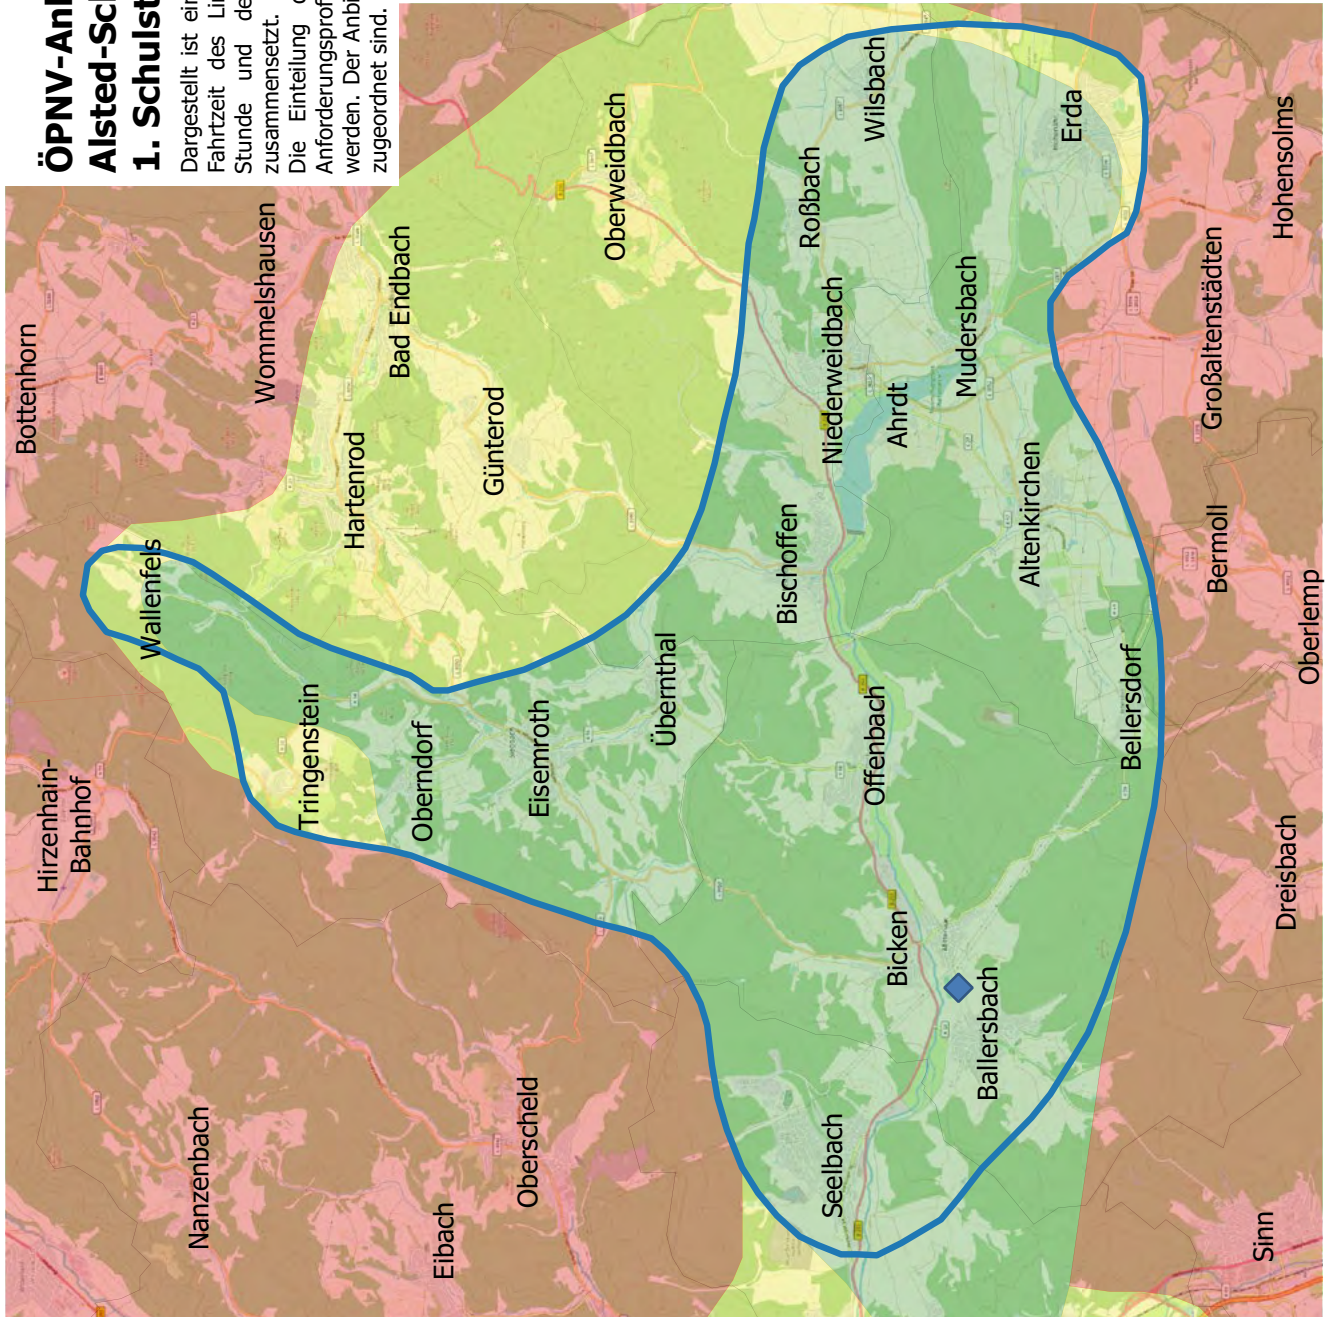 ÖPNV-Anl
Alsted-Sch
1. Schulst
Dargestellt ist ein
Fahrtzeit des Lin
Stunde und de
zusammensetzt.
Die Einteilung
Anforderungsprof
werden. Der Anbi
zugeordnet sind.
Bottenhorn
Wommelshausen
Bad Endbach
Hartenrod
Günterod
Oberweidbach
Wallenfels
Hirzenhain-
Bahnhof
Tringenstein
Oberndorf
Eisemroth
Übernthal
Wilsbach
Roßbach
Erda
Niederweidbach
Mudersbach
Ahrdt
Bischoffen
Altenkirchen
Offenbach
Bellersdorf
Bicken
Ballersbach
Seelbach
Nanzenbach
Eibach
Oberscheld
Hohensolms
Großaltenstädten
Bermoll
Oberlemp
Dreisbach
Sinn